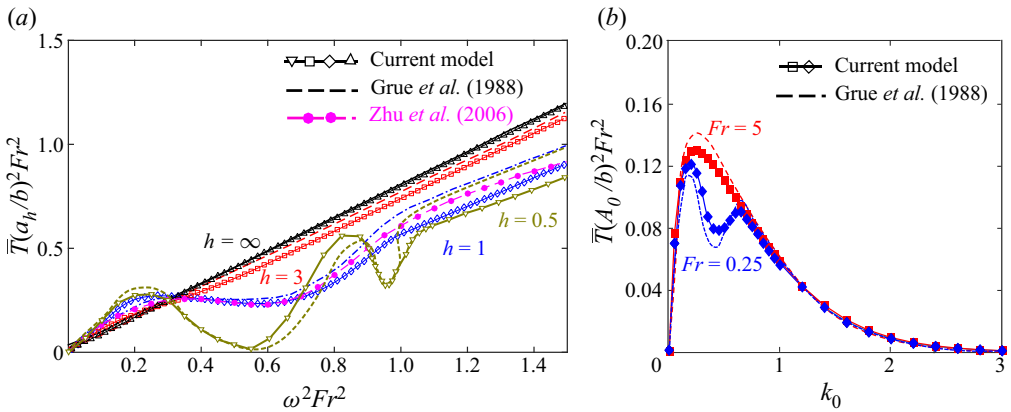 (a)
1.5
1.0
0.5
0
0.2
0.4
0.6
0.8
1.0
1.2
1.4
T̅(a_h/b)²Fr²
ω²Fr²
Current model
Grue et al. (1988)
Zhu et al. (2006)
h = ∞
h = 3
h = 1
h = 0.5
(b)
0.20
0.16
0.12
0.08
0.04
0
0
1
2
3
T̅(A₀/b)²Fr²
k₀
Current model
Grue et al. (1988)
Fr = 5
Fr = 0.25